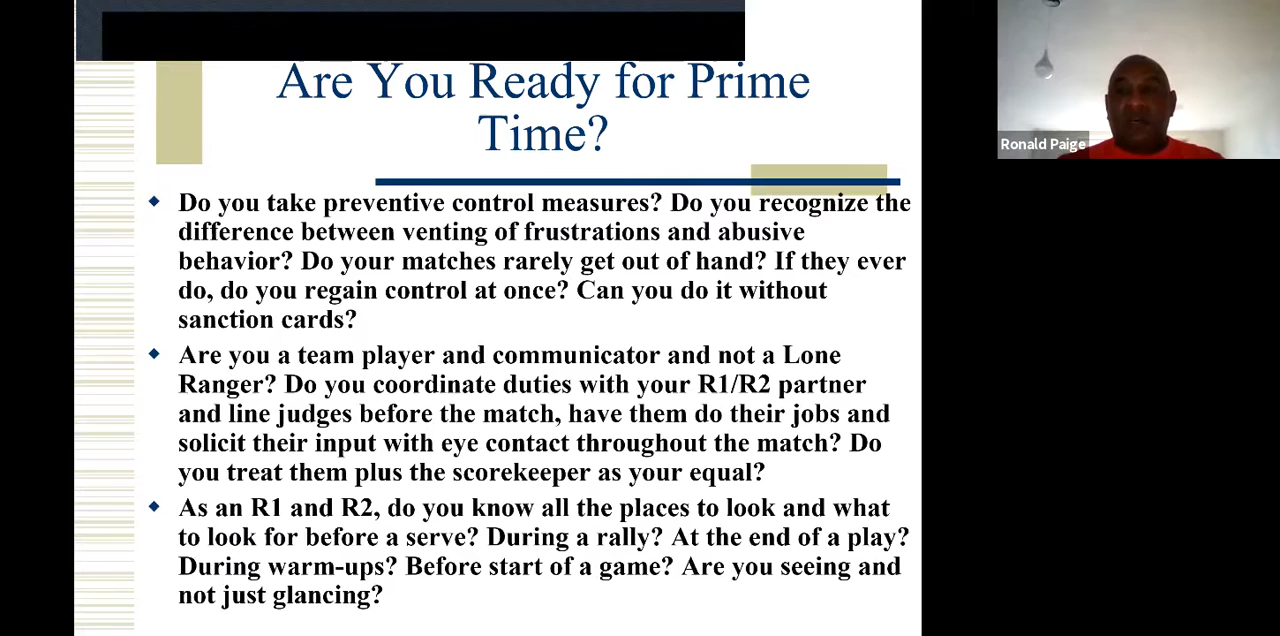 Are You Ready for Prime
Time?
Ronald Paige
Do you take preventive control measures? Do you recognize the
difference between venting of frustrations and abusive
behavior? Do your matches rarely get out of hand? If they ever
do, do you regain control at once? Can you do it without
sanction cards?
Are you a team player and communicator and not a Lone
Ranger? Do you coordinate duties with your R1/R2 partner
and line judges before the match, have them do their jobs and
solicit their input with eye contact throughout the match? Do
you treat them plus the scorekeeper as your equal?
As an R1 and R2, do you know all the places to look and what
to look for before a serve? During a rally? At the end of a play?
During warm-ups? Before start of a game? Are you seeing and
not just glancing?